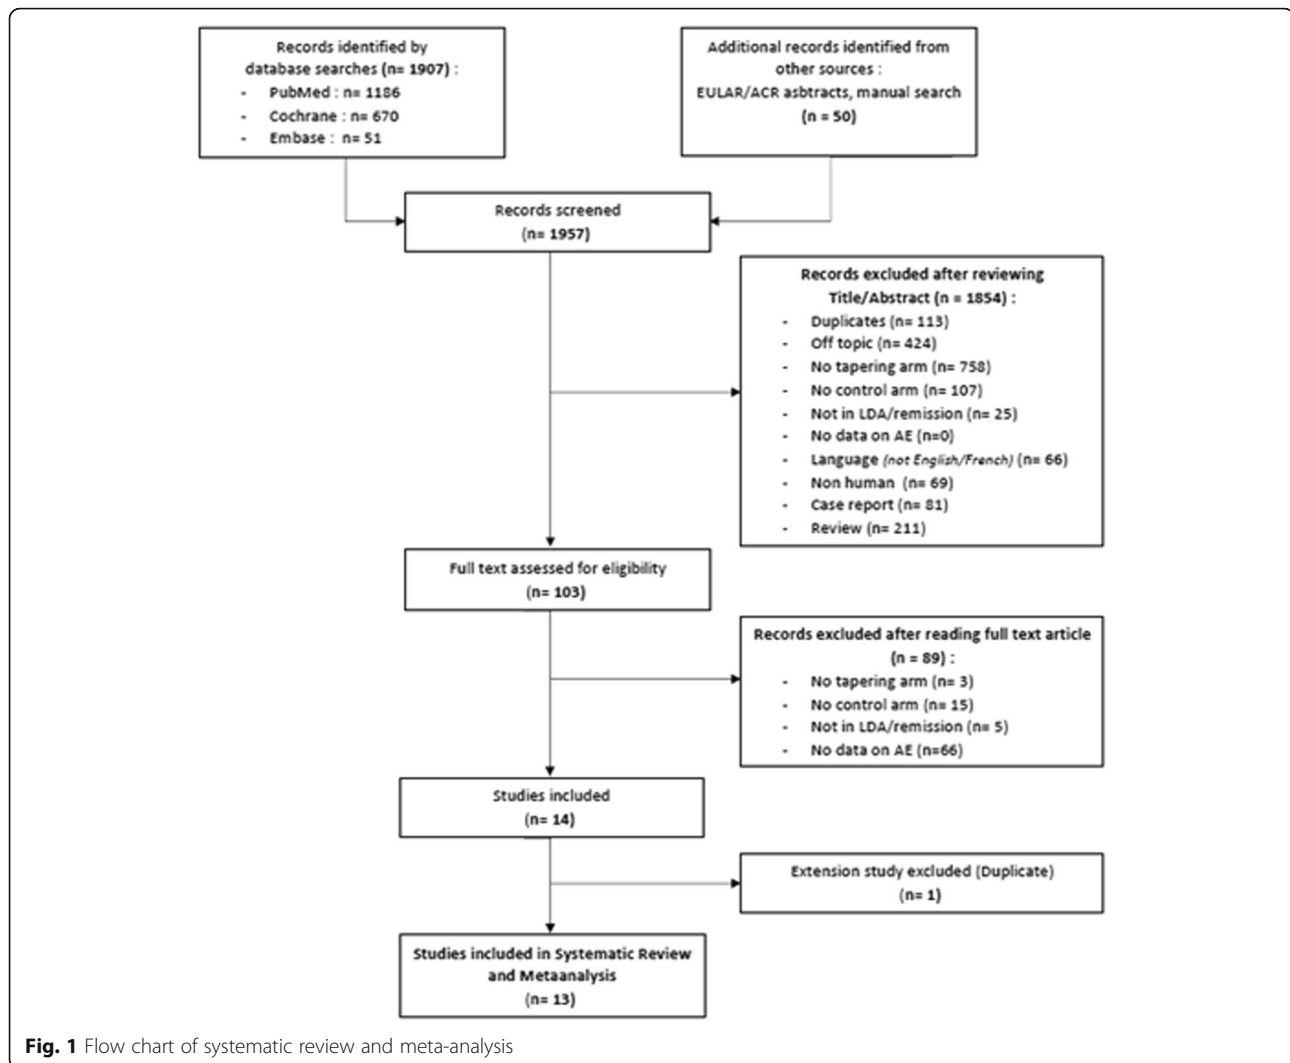 Records identified by
database searches (n= 1907) :
- PubMed : n= 1186
- Cochrane : n= 670
- Embase : n= 51
Additional records identified from
other sources :
EULAR/ACR asbtracts, manual search
(n = 50)
Records screened
(n= 1957)
Records excluded after reviewing
Title/Abstract (n = 1854) :
- Duplicates (n= 113)
- Off topic (n= 424)
- No tapering arm (n= 758)
- No control arm (n= 107)
- Not in LDA/remission (n= 25)
- No data on AE (n=0)
- Language (not English/French) (n= 66)
- Non human (n= 69)
- Case report (n= 81)
- Review (n= 211)
Full text assessed for eligibility
(n= 103)
Records excluded after reading full text article
(n = 89) :
- No tapering arm (n= 3)
- No control arm (n= 15)
- Not in LDA/remission (n= 5)
- No data on AE (n=66)
Studies included
(n= 14)
Extension study excluded (Duplicate)
(n= 1)
Studies included in Systematic Review
and Metaanalysis
(n= 13)
Fig. 1 Flow chart of systematic review and meta-analysis